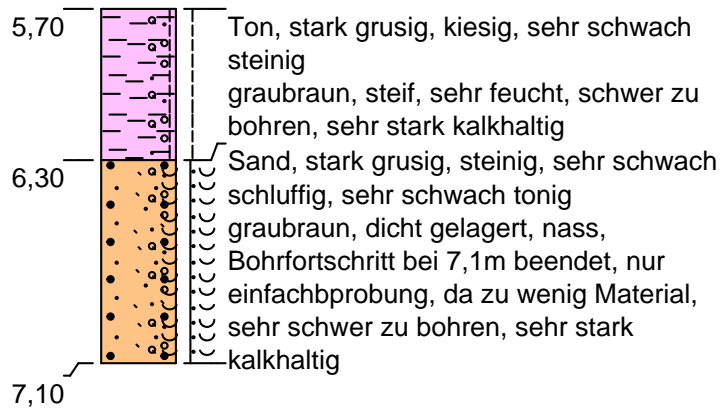 5,70
Ton, stark grusig, kiesig, sehr schwach
steinig
graubraun, steif, sehr feucht, schwer zu
bohren, sehr stark kalkhaltig
6,30
Sand, stark grusig, steinig, sehr schwach
schluffig, sehr schwach tonig
graubraun, dicht gelagert, nass,
Bohrfortschritt bei 7,1m beendet, nur
einfachbprobung, da zu wenig Material,
sehr schwer zu bohren, sehr stark
kalkhaltig
7,10